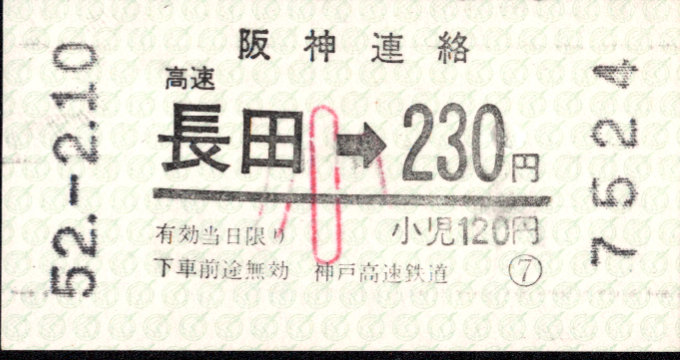 阪神連絡
高速
長田 小 ➡ 230円
有効当日限り 小児120円
下車前途無効 神戸高速鉄道 ⑦
52.-2.10
7524